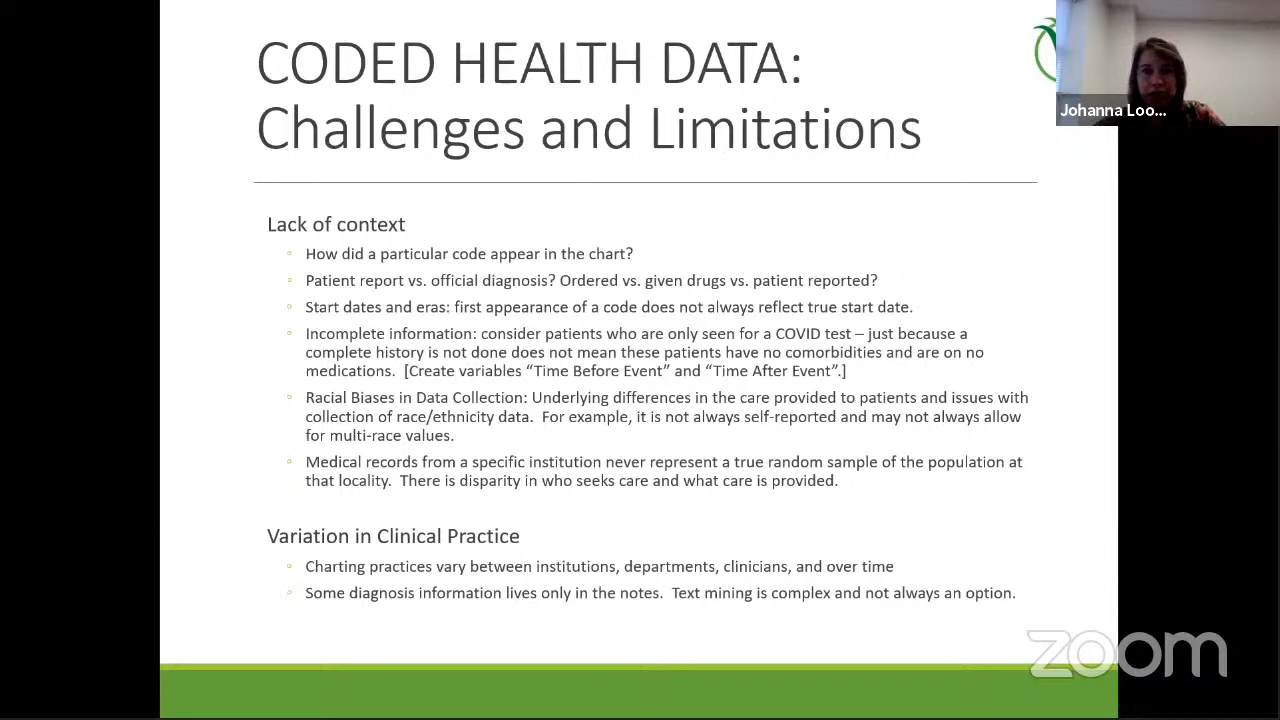 CODED HEALTH DATA:
Challenges and Limitations
Johanna Loo...
Lack of context
◦ How did a particular code appear in the chart?
◦ Patient report vs. official diagnosis? Ordered vs. given drugs vs. patient reported?
◦ Start dates and eras: first appearance of a code does not always reflect true start date.
◦ Incomplete information: consider patients who are only seen for a COVID test – just because a
complete history is not done does not mean these patients have no comorbidities and are on no
medications.  [Create variables “Time Before Event” and “Time After Event”.]
◦ Racial Biases in Data Collection: Underlying differences in the care provided to patients and issues with
collection of race/ethnicity data.  For example, it is not always self-reported and may not always allow
for multi-race values.
◦ Medical records from a specific institution never represent a true random sample of the population at
that locality.  There is disparity in who seeks care and what care is provided.
Variation in Clinical Practice
◦ Charting practices vary between institutions, departments, clinicians, and over time
◦ Some diagnosis information lives only in the notes.  Text mining is complex and not always an option.
zoom